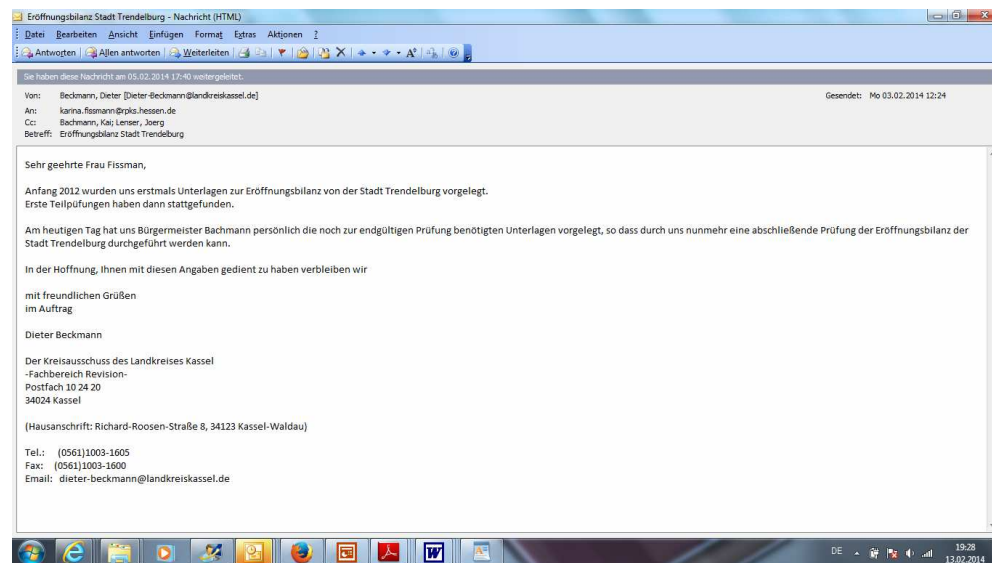 Eröffnungsbilanz Stadt Trendelburg - Nachricht (HTML)
Datei Bearbeiten Ansicht Einfügen Format Extras Aktionen ?
Antworten Allen antworten Weiterleiten
Sie haben diese Nachricht am 05.02.2014 17:40 weitergeleitet.
Von: Beckmann, Dieter [Dieter-Beckmann@landkreiskassel.de] Gesendet: Mo 03.02.2014 12:24
An: karina.fissmann@rpks.hessen.de
Cc: Bachmann, Kai; Lenser, Joerg
Betreff: Eröffnungsbilanz Stadt Trendelburg
Sehr geehrte Frau Fissman,
Anfang 2012 wurden uns erstmals Unterlagen zur Eröffnungsbilanz von der Stadt Trendelburg vorgelegt.
Erste Teilpüfungen haben dann stattgefunden.
Am heutigen Tag hat uns Bürgermeister Bachmann persönlich die noch zur endgültigen Prüfung benötigten Unterlagen vorgelegt, so dass durch uns nunmehr eine abschließende Prüfung der Eröffnungsbilanz der
Stadt Trendelburg durchgeführt werden kann.
In der Hoffnung, Ihnen mit diesen Angaben gedient zu haben verbleiben wir
mit freundlichen Grüßen
im Auftrag
Dieter Beckmann
Der Kreisausschuss des Landkreises Kassel
-Fachbereich Revision-
Postfach 10 24 20
34024 Kassel
(Hausanschrift: Richard-Roosen-Straße 8, 34123 Kassel-Waldau)
Tel.: (0561)1003-1605
Fax: (0561)1003-1600
Email: dieter-beckmann@landkreiskassel.de
DE 19:28
13.02.2014